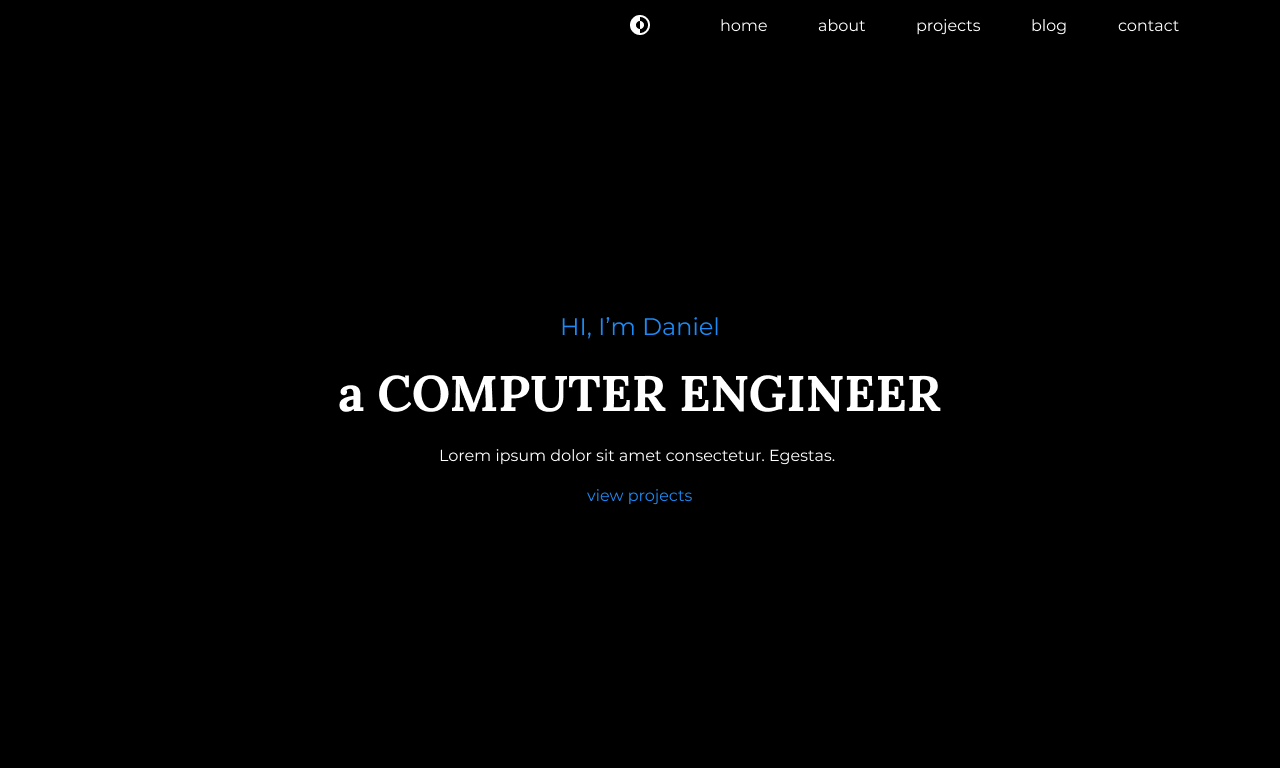 home about projects blog contact
HI, I’m Daniel
a COMPUTER ENGINEER
Lorem ipsum dolor sit amet consectetur. Egestas.
view projects